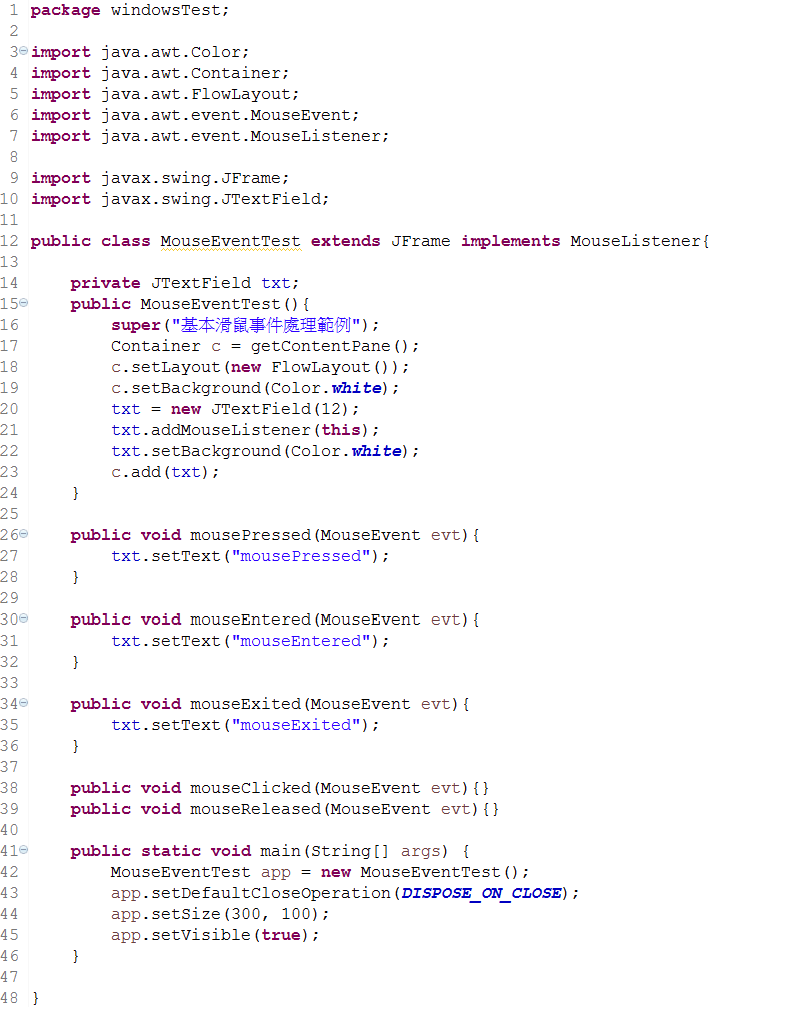 1 package windowsTest;
2
3 import java.awt.Color;
4 import java.awt.Container;
5 import java.awt.FlowLayout;
6 import java.awt.event.MouseEvent;
7 import java.awt.event.MouseListener;
8
9 import javax.swing.JFrame;
10 import javax.swing.JTextField;
11
12 public class MouseEventTest extends JFrame implements MouseListener{
13
14     private JTextField txt;
15     public MouseEventTest(){
16         super("基本滑鼠事件處理範例");
17         Container c = getContentPane();
18         c.setLayout(new FlowLayout());
19         c.setBackground(Color.white);
20         txt = new JTextField(12);
21         txt.addMouseListener(this);
22         txt.setBackground(Color.white);
23         c.add(txt);
24     }
25
26     public void mousePressed(MouseEvent evt){
27         txt.setText("mousePressed");
28     }
29
30     public void mouseEntered(MouseEvent evt){
31         txt.setText("mouseEntered");
32     }
33
34     public void mouseExited(MouseEvent evt){
35         txt.setText("mouseExited");
36     }
37
38     public void mouseClicked(MouseEvent evt){}
39     public void mouseReleased(MouseEvent evt){}
40
41     public static void main(String[] args) {
42         MouseEventTest app = new MouseEventTest();
43         app.setDefaultCloseOperation(DISPOSE_ON_CLOSE);
44         app.setSize(300, 100);
45         app.setVisible(true);
46     }
47
48 }